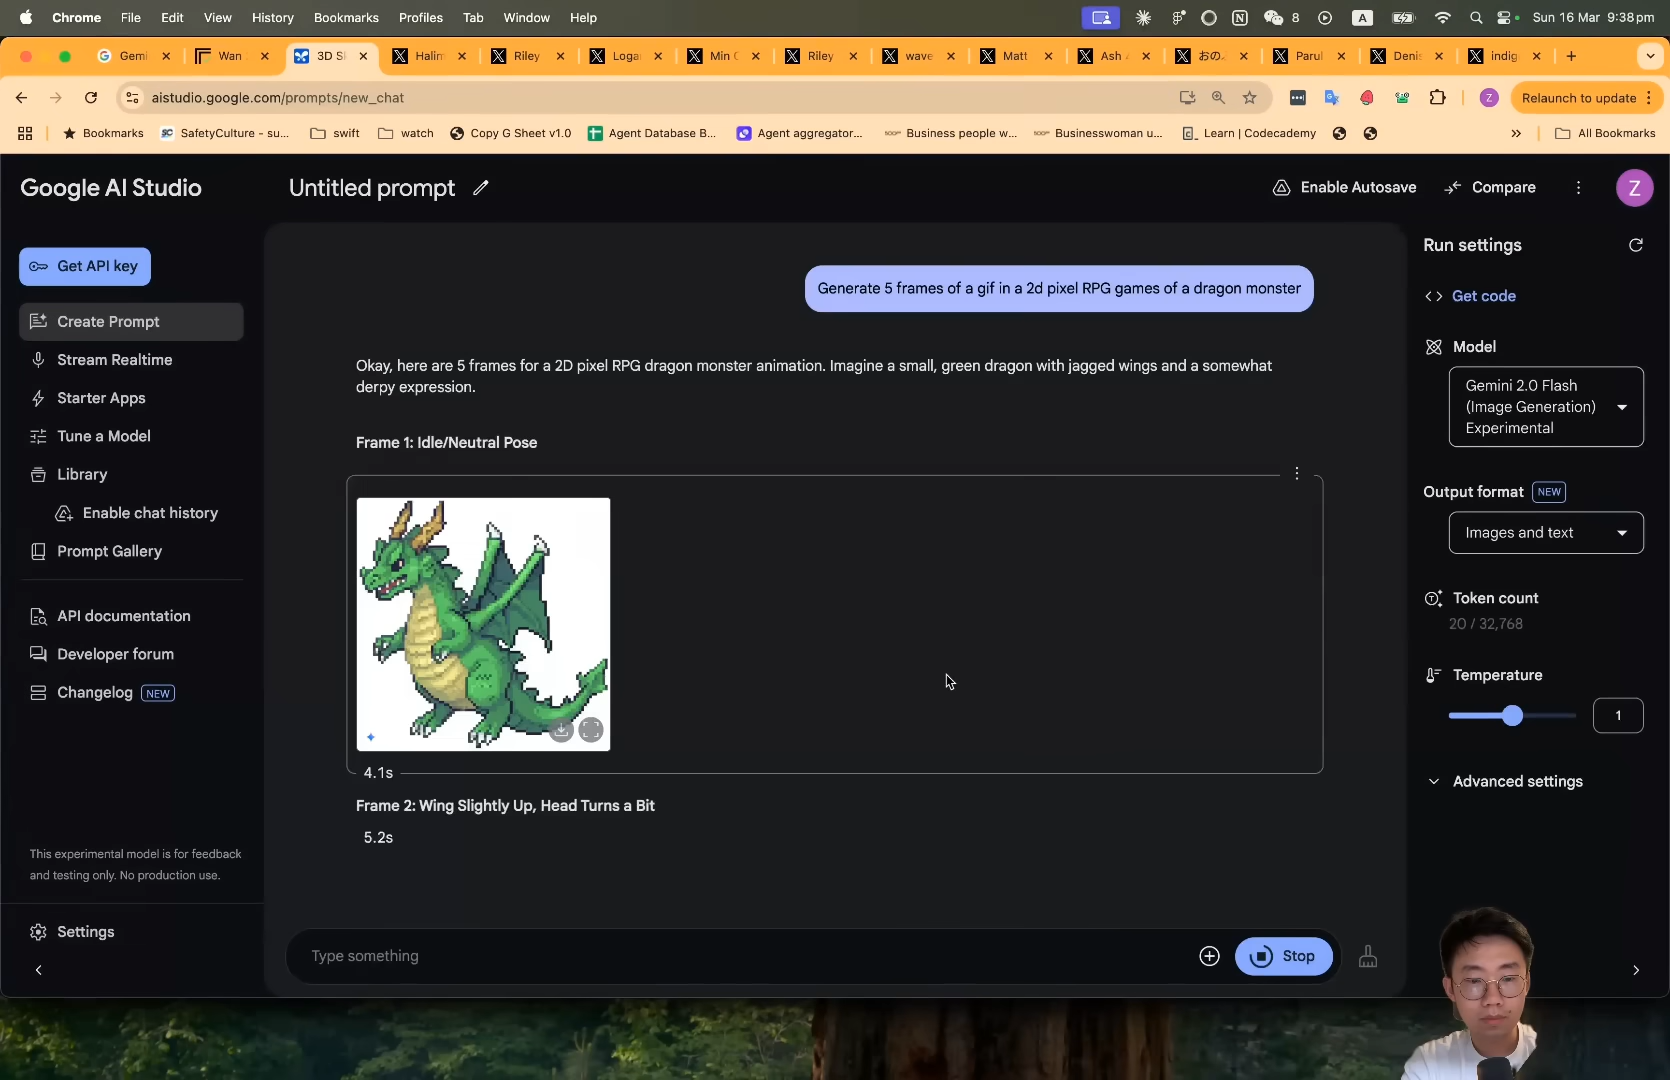 Chrome File Edit View History Bookmarks Profiles Tab Window Help 8 A Sun 16 Mar 9:38pm
Gemi Wan 3D S Halim Riley Loga Min Riley wave Matt Ash おの Parul Denis indig
aistudio.google.com/prompts/new_chat Z Relaunch to update
Bookmarks SC SafetyCulture - su... swift watch Copy G Sheet v1.0 Agent Database B... Agent aggregator... Business people w... Businesswoman u... Learn | Codecademy All Bookmarks
Google AI Studio
Untitled prompt
Enable Autosave
Compare
Z
Get API key
Create Prompt
Stream Realtime
Starter Apps
Tune a Model
Library
Enable chat history
Prompt Gallery
API documentation
Developer forum
Changelog NEW
This experimental model is for feedback
and testing only. No production use.
Settings
Generate 5 frames of a gif in a 2d pixel RPG games of a dragon monster
Okay, here are 5 frames for a 2D pixel RPG dragon monster animation. Imagine a small, green dragon with jagged wings and a somewhat
derpy expression.
Frame 1: Idle/Neutral Pose
4.1s
Frame 2: Wing Slightly Up, Head Turns a Bit
5.2s
Type something
Stop
Run settings
Get code
Model
Gemini 2.0 Flash
(Image Generation)
Experimental
Output format NEW
Images and text
Token count
20 / 32,768
Temperature
1
Advanced settings